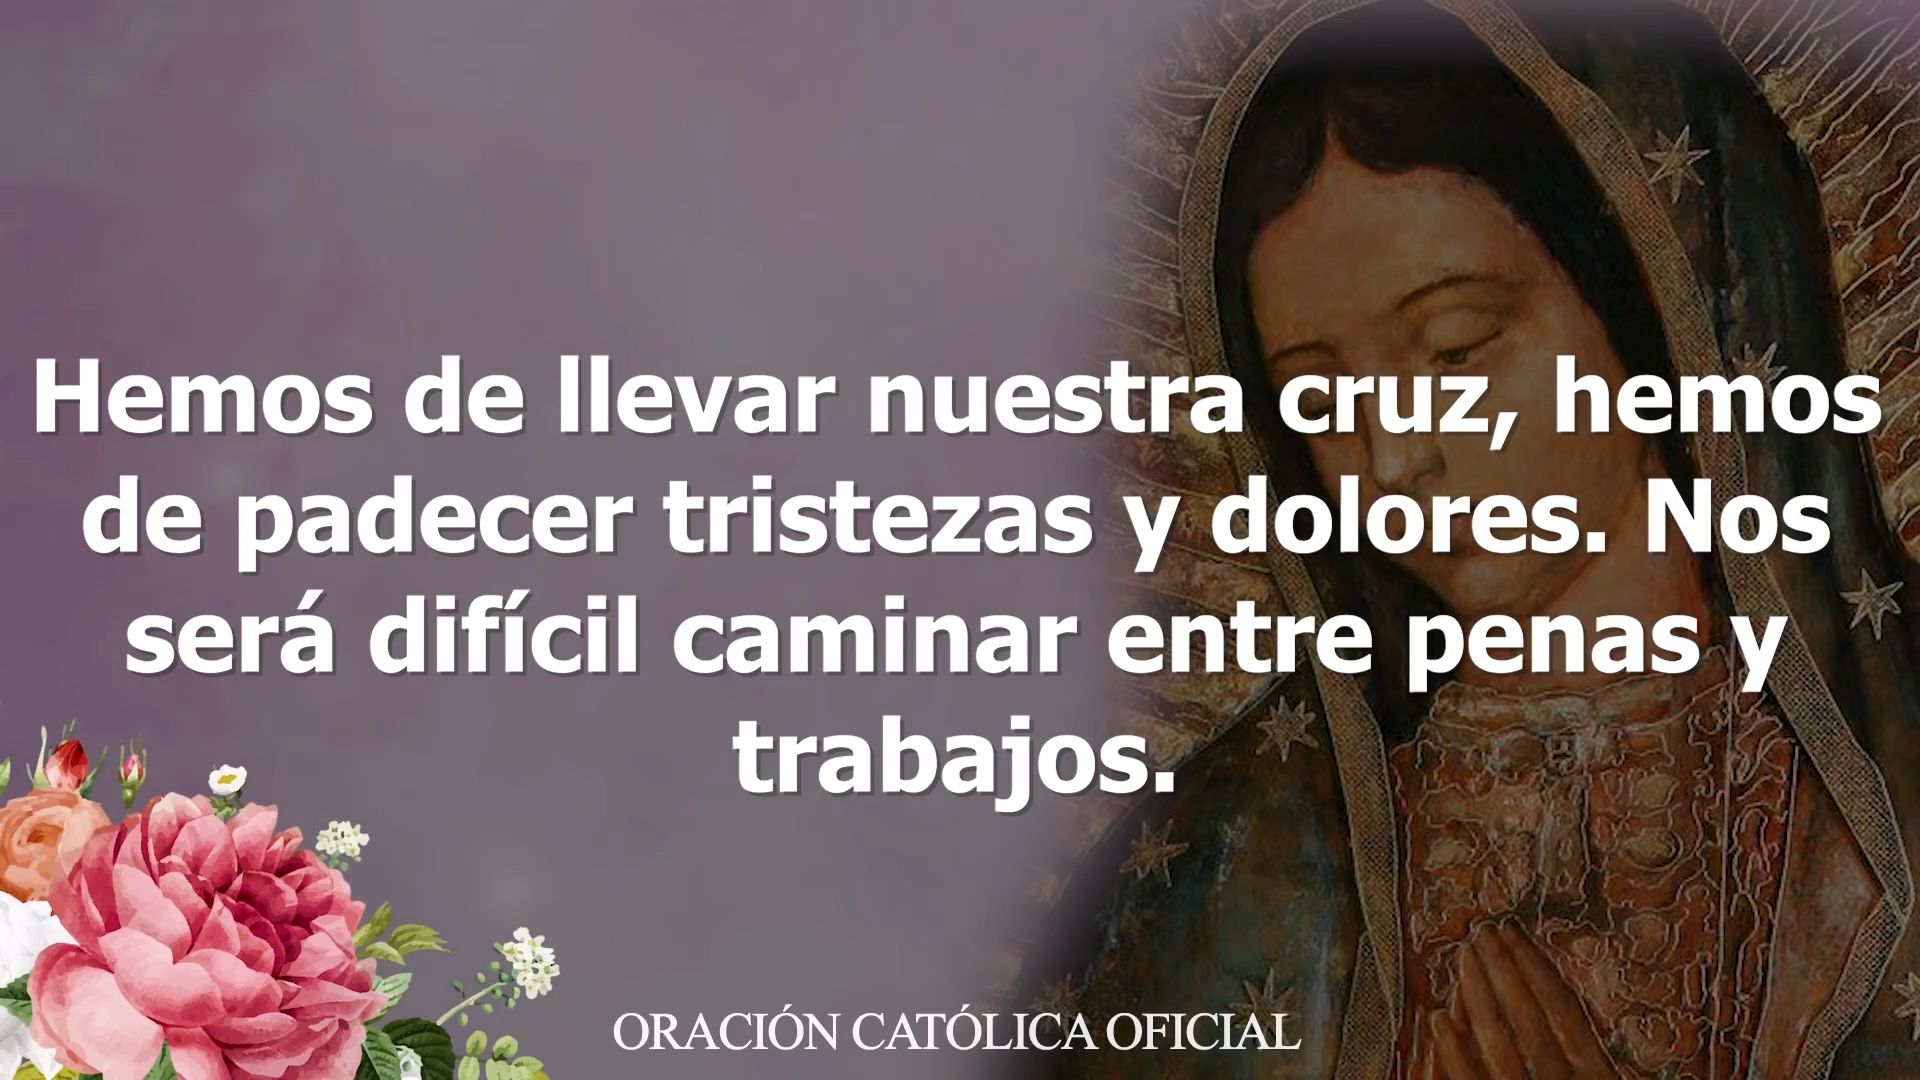 Hemos de llevar nuestra cruz, hemos
de padecer tristezas y dolores. Nos
será difícil caminar entre penas y
trabajos.
ORACIÓN CATÓLICA OFICIAL